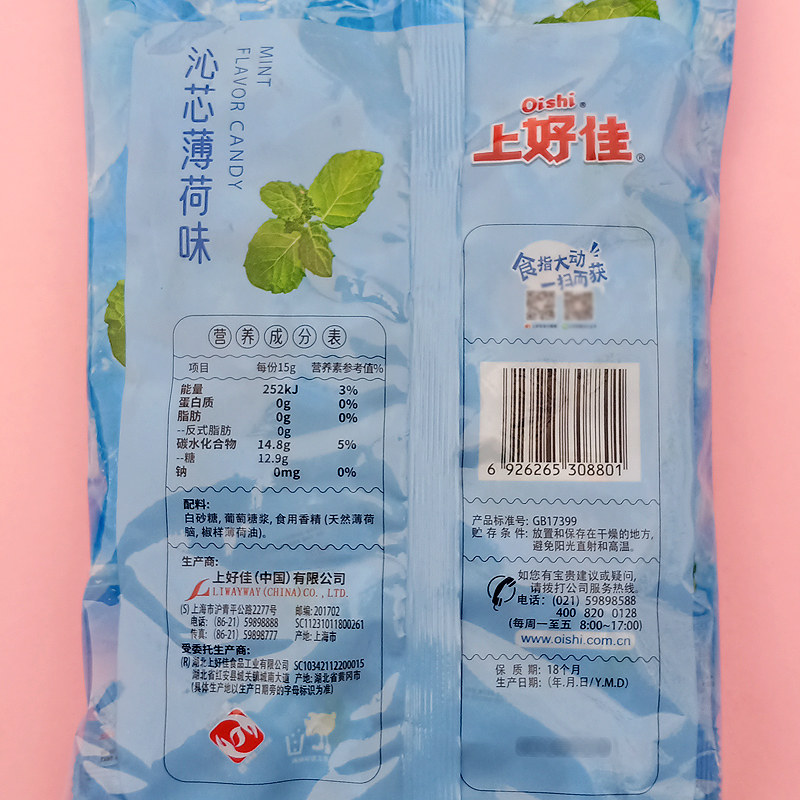 沁芯薄荷味
MINT
FLAVOR CANDY
营养成分表
项目 每份15g 营养素参考值%
能量 252kJ 3%
蛋白质 0g 0%
脂肪 0g 0%
--反式脂肪 0g
碳水化合物 14.8g 5%
--糖 12.9g
钠 0mg 0%
配料:
白砂糖, 葡萄糖浆, 食用香精 (天然薄荷
脑, 椒样薄荷油)。
生产商:
上好佳(中国)有限公司
LIWAYWAY (CHINA) CO., LTD.
(S) 上海市沪青平公路2277号 邮编: 201702
电话: (86-21) 59898888 SC11231011800261
传真: (86-21) 59898777 产地: 上海市
受委托生产商:
(R) 湖北上好佳食品工业有限公司 SC10342112200015
湖北省红安县城关镇城南大道 产地: 湖北省黄冈市
(具体生产地以生产日期旁的字母标识为准)
Oishi®
上好佳®
食指大动
一扫而获
6 926265 308801
产品标准号: GB17399
贮存条件: 放置和保存在干燥的地方,
避免阳光直射和高温。
如您有宝贵建议或疑问,
请拨打公司服务热线。
电话: (021) 59898588
400 820 0128
(每周一至五 8:00~17:00)
www.oishi.com.cn
保质期: 18个月
生产日期: (年.月.日/Y.M.D)